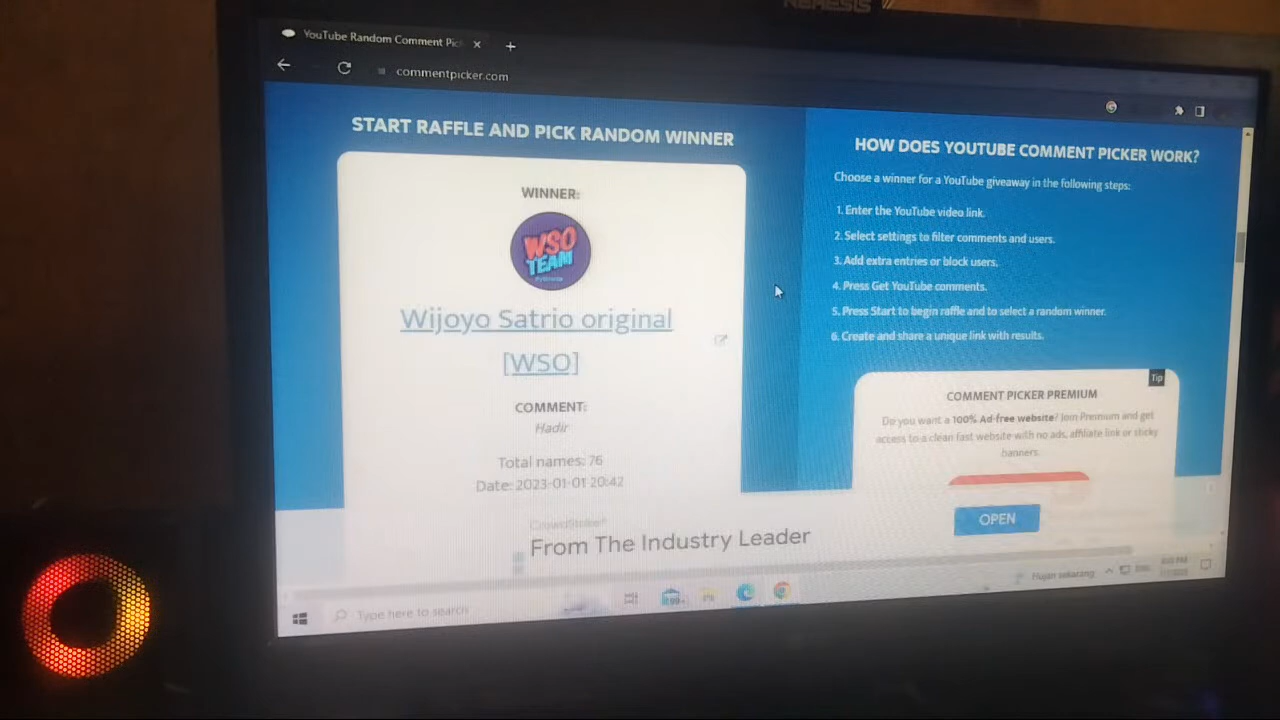 NEMESIS
YouTube Random Comment Pic
commentpicker.com
START RAFFLE AND PICK RANDOM WINNER
WINNER:
WSO
TEAM
Wijoyo Satrio original
[WSO]
COMMENT:
Hadir
Total names: 76
Date: 2023-01-01 20:42
HOW DOES YOUTUBE COMMENT PICKER WORK?
Choose a winner for a YouTube giveaway in the following steps:
1. Enter the YouTube video link.
2. Select settings to filter comments and users.
3. Add extra entries or block users.
4. Press Get YouTube comments.
5. Press Start to begin raffle and to select a random winner.
6. Create and share a unique link with results.
Tip
COMMENT PICKER PREMIUM
Do you want a 100% Ad-free website? Join Premium and get
access to a clean fast website with no ads, affiliate link or sticky
banners.
CrowdStrike®
From The Industry Leader
OPEN
Type here to search
99+
Hujan sekarang
ENG